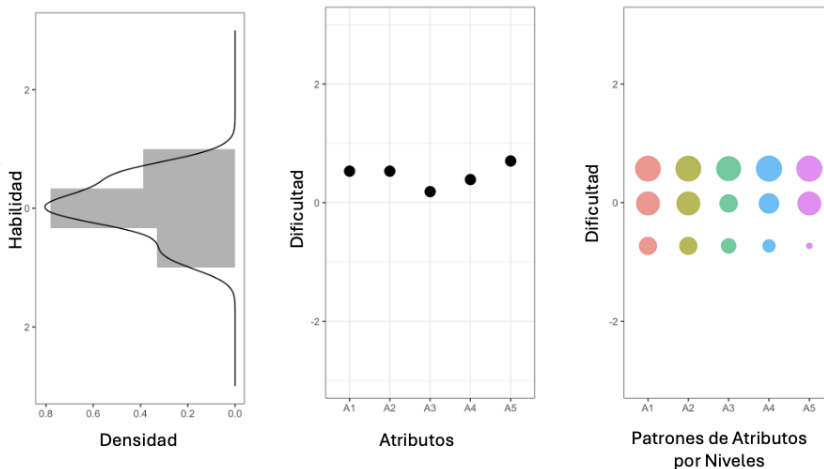 Habilidad
2
0
2
0.8 0.6 0.4 0.2 0.0
Densidad
Dificultad
2
0
-2
A1 A2 A3 A4 A5
Atributos
Dificultad
2
0
-2
A1 A2 A3 A4 A5
Patrones de Atributos
por Niveles